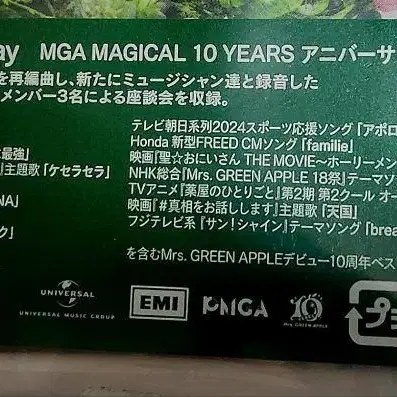 ay MGA MAGICAL 10 YEARS アニバーサ
を再編曲し、新たにミュージシャン達と録音した
メンバー3名による座談会を収録。
テレビ朝日系列2024スポーツ応援ソング「アポロ
Honda 新型FREED CMソング「familie」
最強」
映画『聖☆おにいさん THE MOVIE〜ホーリーメン
』主題歌「ケセラセラ」
NHK総合『Mrs. GREEN APPLE 18祭』テーマソン
TVアニメ『薬屋のひとりごと』第2期 第2クール オー
NA」
映画『#真相をお話しします』主題歌「天国」
フジテレビ系『サン!シャイン』テーマソング「brea
ク」
を含むMrs. GREEN APPLEデビュー10周年ベス
UNIVERSAL
UNIVERSAL MUSIC GROUP
EMI
PMGA
10
Mrs. GREEN APPLE
プラ